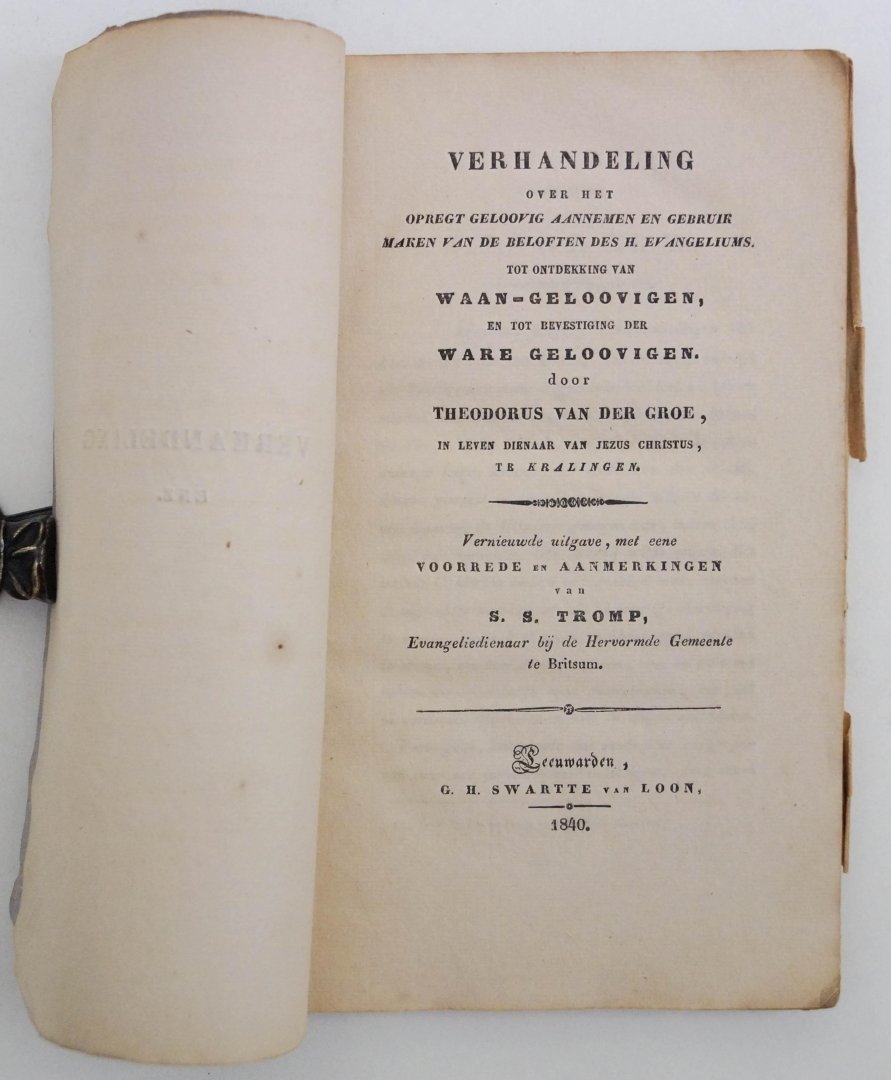 VERHANDELING
OVER HET
OPREGT GELOOVIG AANNEMEN EN GEBRUIK
MAKEN VAN DE BELOFTEN DES H. EVANGELIUMS.
TOT ONTDEKKING VAN
WAAN-GELOOVIGEN,
EN TOT BEVESTIGING DER
WARE GELOOVIGEN.
door
THEODORUS VAN DER GROE,
IN LEVEN DIENAAR VAN JEZUS CHRISTUS,
TE KRALINGEN.
Vernieuwde uitgave, met eene
VOORREDE EN AANMERKINGEN
van
S. S. TROMP,
Evangeliedienaar bij de Hervormde Gemeente
te Britsum.
Leeuwarden,
G. H. SWARTTE VAN LOON,
1840.
VERHANDELING
ENZ.